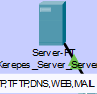 Server-PT
Kerepes_Server_Server
P,TFTP,DNS,WEB,MAIL